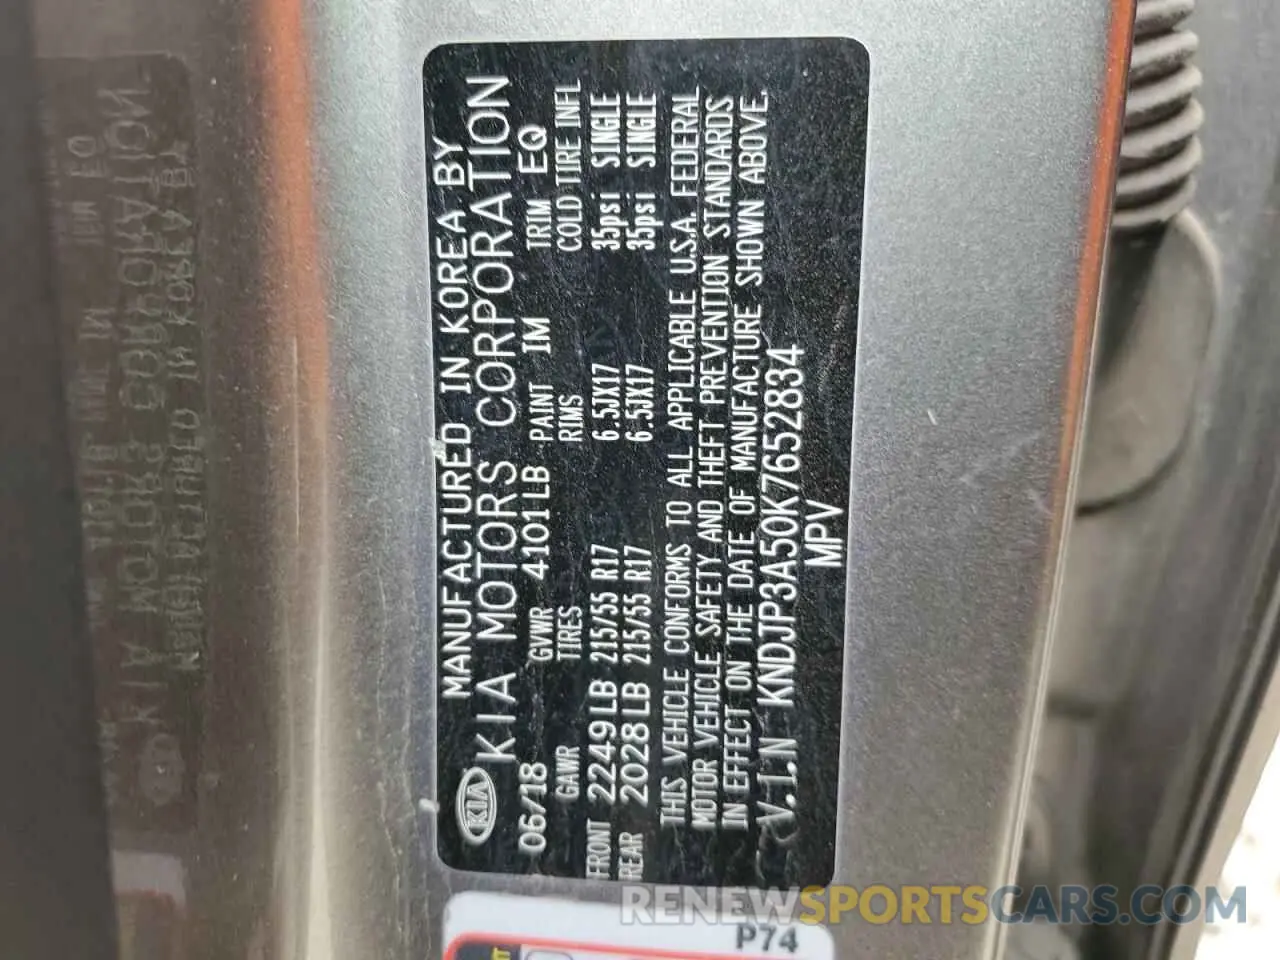 MANUFACTURED IN KOREA BY
KIA KIA MOTORS CORPORATION
06/18 GVWR 4101LB PAINT IM TRIM EQ
GAWR TIRES RIMS COLD TIRE INFL
FRONT 2249LB 215/55 R17 6.5JX17 35psi SINGLE
REAR 2028LB 215/55 R17 6.5JX17 35psi SINGLE
THIS VEHICLE CONFORMS TO ALL APPLICABLE U.S.A. FEDERAL
MOTOR VEHICLE SAFETY AND THEFT PREVENTION STANDARDS
IN EFFECT ON THE DATE OF MANUFACTURE SHOWN ABOVE.
V.I.N KNDJP3A50K7652834
MPV
P74
RENEWSPORTSCARS.COM